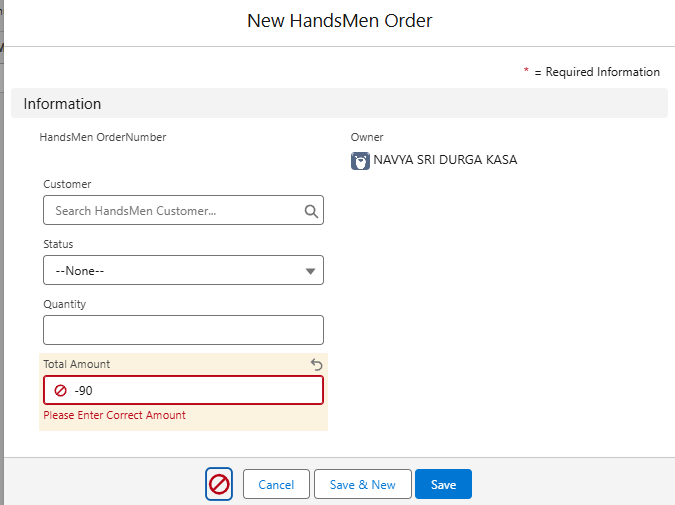 New HandsMen Order
* = Required Information
Information
HandsMen OrderNumber
Owner
NAVYA SRI DURGA KASA
Customer
Search HandsMen Customer...
Status
--None--
Quantity
Total Amount
-90
Please Enter Correct Amount
Cancel
Save & New
Save